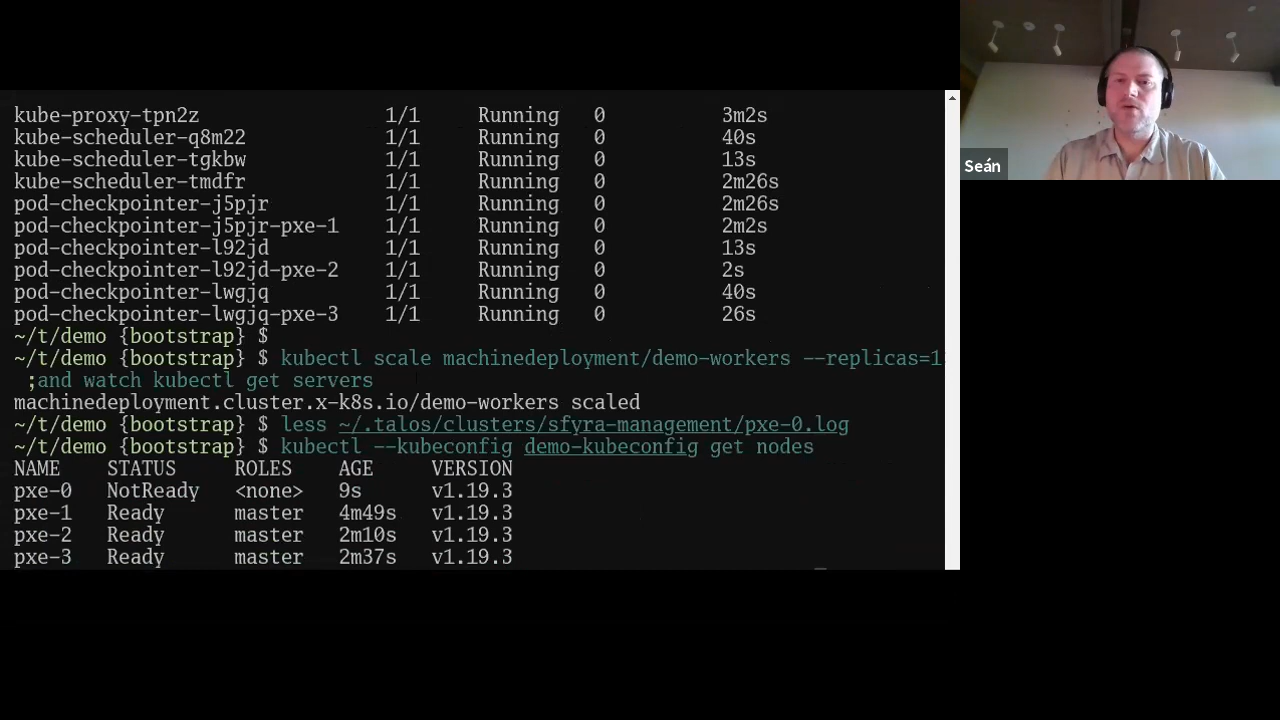 kube-proxy-tpn2z 1/1 Running 0 3m2s
kube-scheduler-q8m22 1/1 Running 0 40s
kube-scheduler-tgkbw 1/1 Running 0 13s
kube-scheduler-tmdfr 1/1 Running 0 2m26s
pod-checkpointer-j5pjr 1/1 Running 0 2m26s
pod-checkpointer-j5pjr-pxe-1 1/1 Running 0 2m2s
pod-checkpointer-l92jd 1/1 Running 0 13s
pod-checkpointer-l92jd-pxe-2 1/1 Running 0 2s
pod-checkpointer-lwgjq 1/1 Running 0 40s
pod-checkpointer-lwgjq-pxe-3 1/1 Running 0 26s
~/t/demo {bootstrap} $
~/t/demo {bootstrap} $ kubectl scale machinedeployment/demo-workers --replicas=1
;and watch kubectl get servers
machinedeployment.cluster.x-k8s.io/demo-workers scaled
~/t/demo {bootstrap} $ less ~/.talos/clusters/sfyra-management/pxe-0.log
~/t/demo {bootstrap} $ kubectl --kubeconfig demo-kubeconfig get nodes
NAME STATUS ROLES AGE VERSION
pxe-0 NotReady <none> 9s v1.19.3
pxe-1 Ready master 4m49s v1.19.3
pxe-2 Ready master 2m10s v1.19.3
pxe-3 Ready master 2m37s v1.19.3
Seán